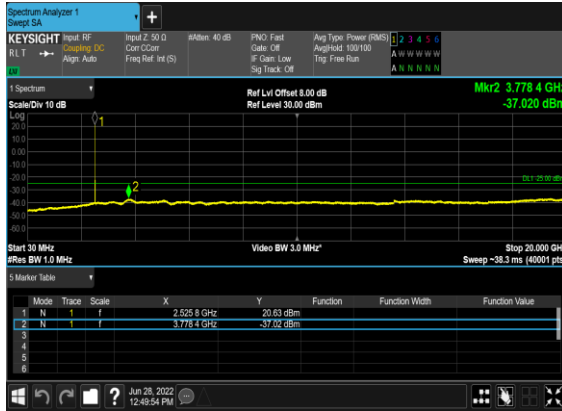 Spectrum Analyzer 1
Swept SA
KEYSIGHT
RLT
LU
Input: RF
Coupling: DC
Align: Auto
Input Z: 50 Ω
Corr CCorr
Freq Ref: Int (S)
#Atten: 40 dB
PNO: Fast
Gate: Off
IF Gain: Low
Sig Track: Off
Avg Type: Power (RMS)
Avg|Hold: 100/100
Trig: Free Run
1 2 3 4 5 6
A W W W W W
A N N N N N
1 Spectrum
Scale/Div 10 dB
Log
Ref Lvl Offset 8.00 dB
Ref Level 30.00 dBm
Mkr2 3.778 4 GHz
-37.020 dBm
20.0
10.0
0.00
-10.0
-20.0
-30.0
-40.0
-50.0
-60.0
1
2
DL1 -25.00 dBm
Start 30 MHz
#Res BW 1.0 MHz
Video BW 3.0 MHz*
Stop 20.000 GHz
Sweep ~38.3 ms (40001 pts)
5 Marker Table
Mode Trace Scale X Y Function Function Width Function Value
1 N 1 f 2.525 8 GHz 20.63 dBm
2 N 1 f 3.778 4 GHz -37.02 dBm
3
4
5
6
?
Jun 28, 2022
12:49:54 PM